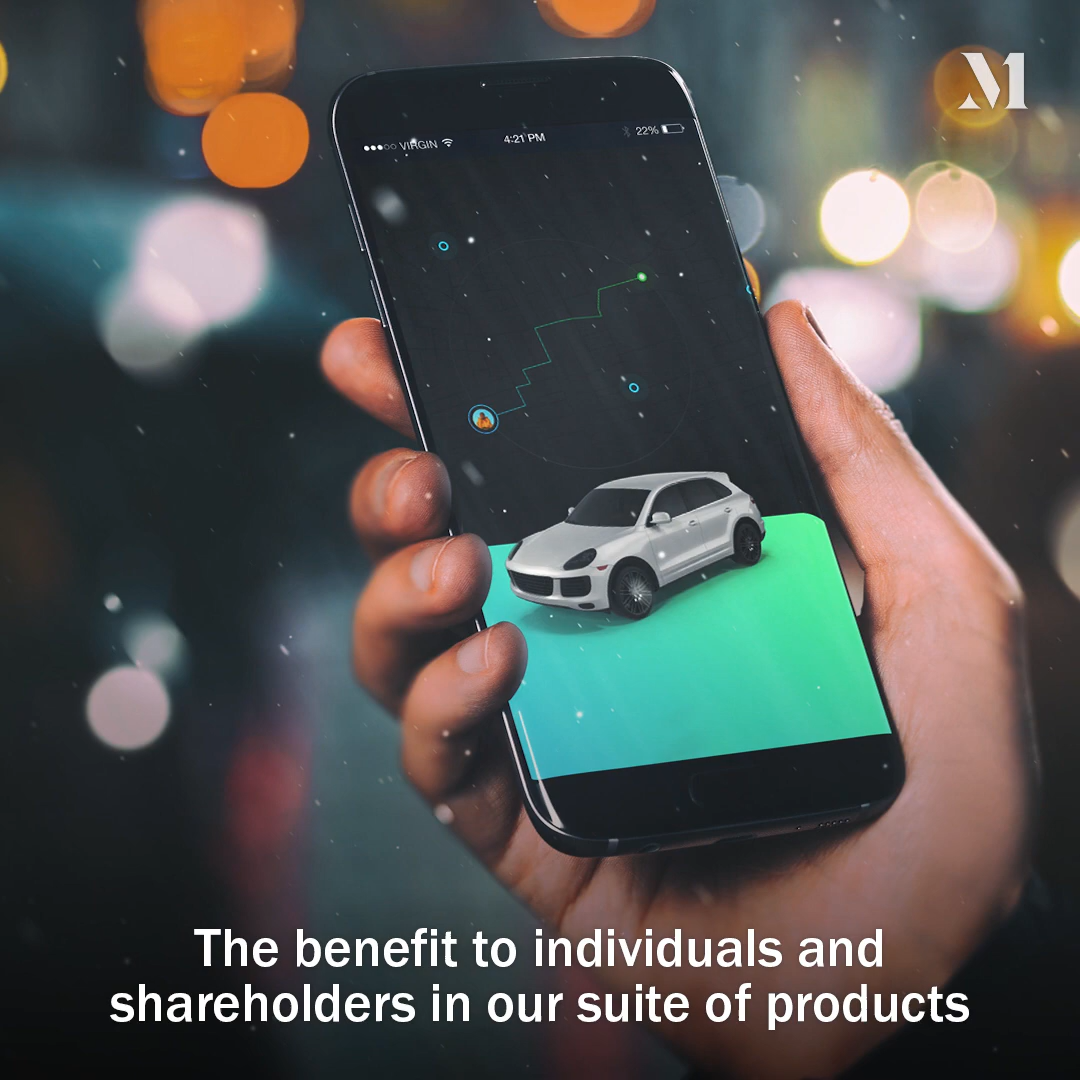 M
VIRGIN 4:21 PM 22%
The benefit to individuals and
shareholders in our suite of products